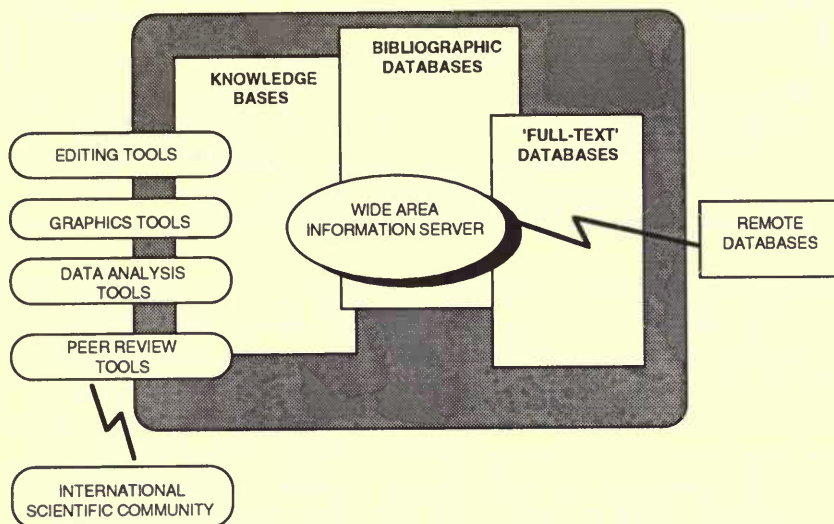 BIBLIOGRAPHIC
DATABASES
KNOWLEDGE
BASES
'FULL-TEXT'
DATABASES
EDITING TOOLS
GRAPHICS TOOLS
DATA ANALYSIS
TOOLS
PEER REVIEW
TOOLS
WIDE AREA
INFORMATION SERVER
REMOTE
DATABASES
INTERNATIONAL
SCIENTIFIC COMMUNITY